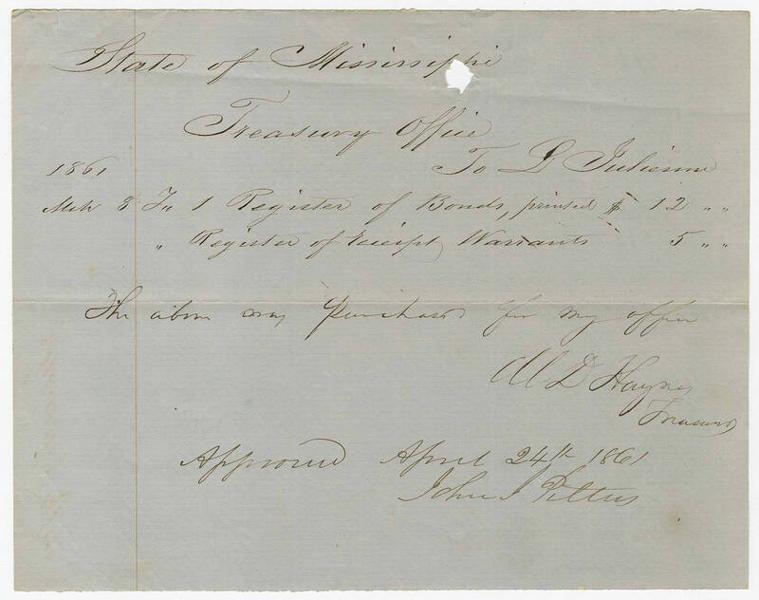 State of Mississippi
Treasury Office
To L Julienne
1861
Mch 8 To 1 Register of Bonds, printed $ 12 " "
" Register of receipt Warrants 5 " "
The above was purchased for my office
M D Haynes
Treasurer
Approved April 24th 1861
John J Pettus